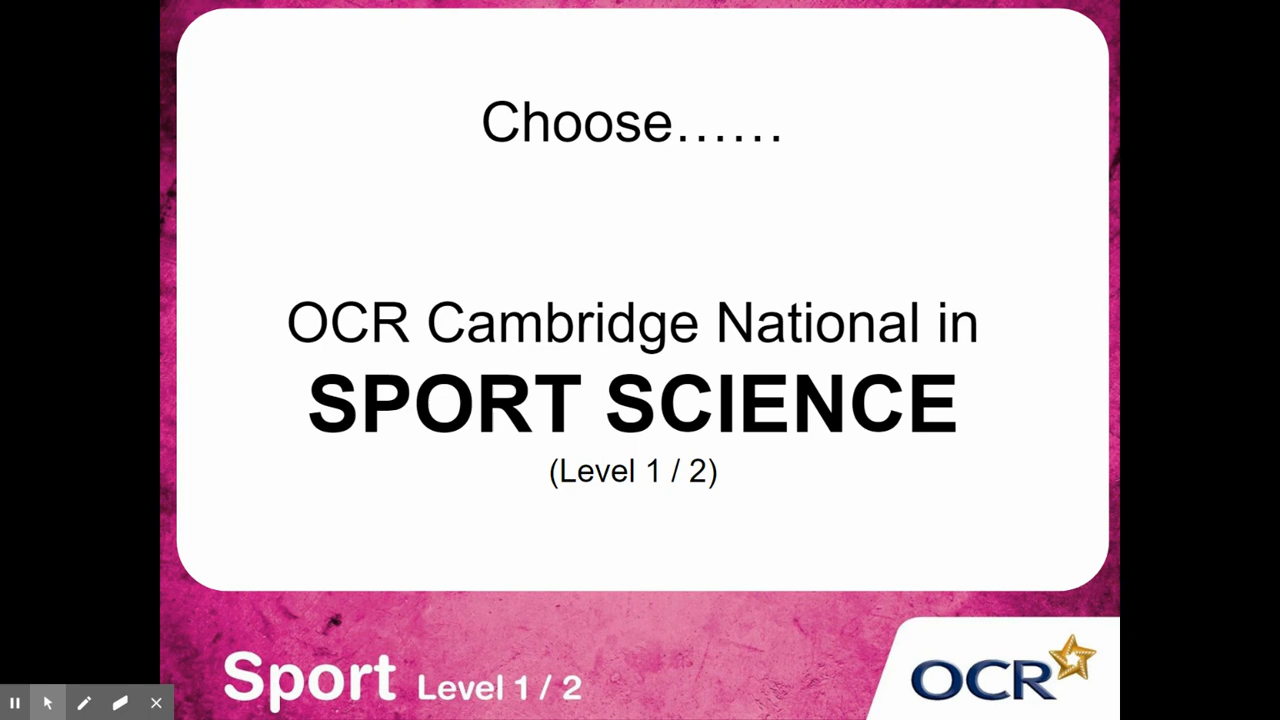 Choose……
OCR Cambridge National in
SPORT SCIENCE
(Level 1 / 2)
Sport Level 1 / 2
OCR